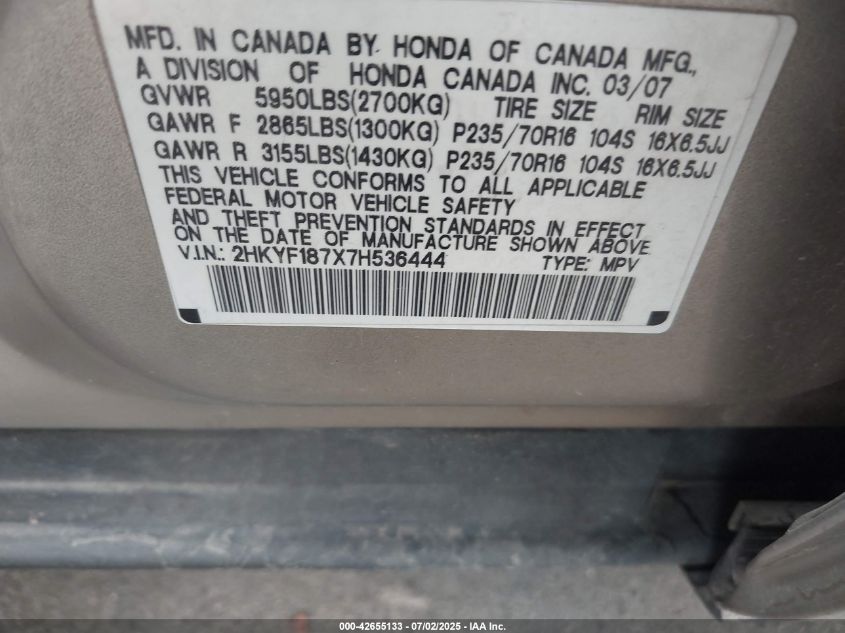 MFD. IN CANADA BY HONDA OF CANADA MFG.,
A DIVISION OF HONDA CANADA INC. 03/07
GVWR 5950LBS(2700KG) TIRE SIZE RIM SIZE
GAWR F 2865LBS(1300KG) P235/70R16 104S 16X6.5JJ
GAWR R 3155LBS(1430KG) P235/70R16 104S 16X6.5JJ
THIS VEHICLE CONFORMS TO ALL APPLICABLE
FEDERAL MOTOR VEHICLE SAFETY
AND THEFT PREVENTION STANDARDS IN EFFECT
ON THE DATE OF MANUFACTURE SHOWN ABOVE
V.I.N.: 2HKYF187X7H536444 TYPE: MPV
000-42655133 - 07/02/2025 - IAA Inc.